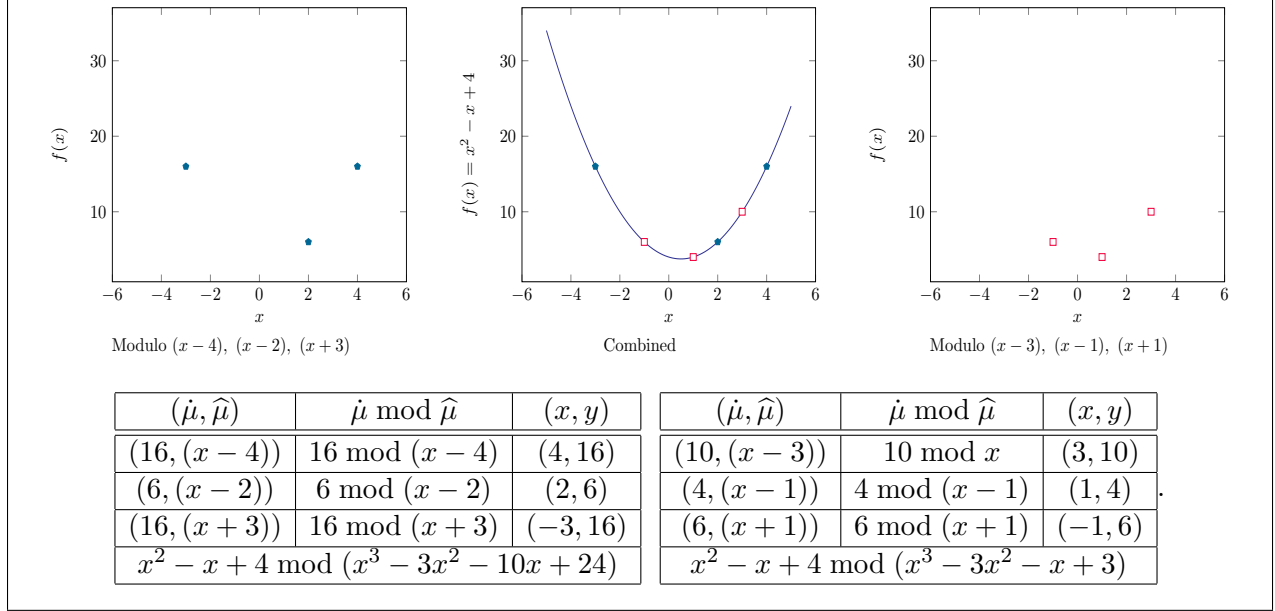 30
20
10
f(x)
−6 −4 −2 0 2 4 6
x
Modulo (x − 4), (x − 2), (x + 3)
30
20
10
f(x) = x² − x + 4
−6 −4 −2 0 2 4 6
x
Combined
30
20
10
f(x)
−6 −4 −2 0 2 4 6
x
Modulo (x − 3), (x − 1), (x + 1)
(μ̇, μ̂) μ̇ mod μ̂ (x, y)
(16, (x − 4)) 16 mod (x − 4) (4, 16)
(6, (x − 2)) 6 mod (x − 2) (2, 6)
(16, (x + 3)) 16 mod (x + 3) (−3, 16)
x² − x + 4 mod (x³ − 3x² − 10x + 24)
(μ̇, μ̂) μ̇ mod μ̂ (x, y)
(10, (x − 3)) 10 mod x (3, 10)
(4, (x − 1)) 4 mod (x − 1) (1, 4)
(6, (x + 1)) 6 mod (x + 1) (−1, 6)
x² − x + 4 mod (x³ − 3x² − x + 3)
.